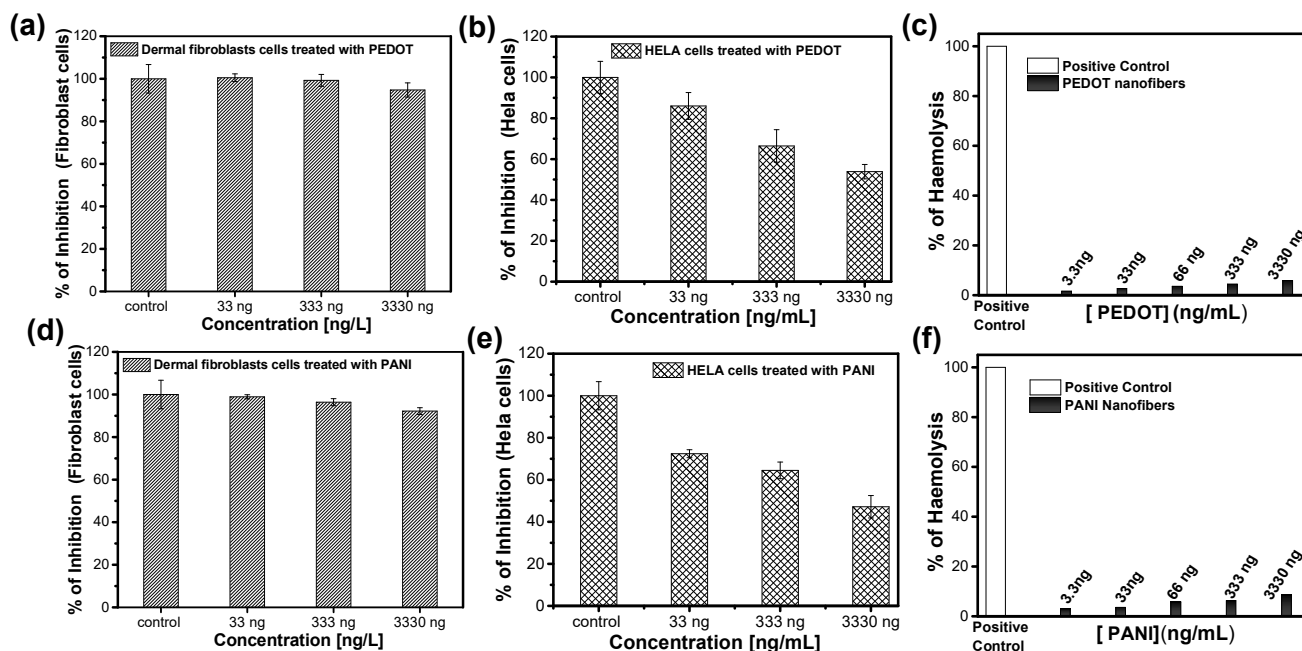 (a)
% of Inhibition (Fibroblast cells)
120
100
80
60
40
20
0
Dermal fibroblasts cells treated with PEDOT
control 33 ng 333 ng 3330 ng
Concentration [ng/L]
(b)
% of Inhibition (Hela cells)
120
100
80
60
40
20
0
HELA cells treated with PEDOT
control 33 ng 333 ng 3330 ng
Concentration [ng/mL]
(c)
% of Haemolysis
100
80
60
40
20
0
Positive Control
PEDOT nanofibers
3.3ng 33ng 66 ng 333 ng 3330 ng
Positive
Control
[ PEDOT] (ng/mL)
(d)
% of Inhibition (Fibroblast cells)
120
100
80
60
40
20
0
Dermal fibroblasts cells treated with PANI
control 33 ng 333 ng 3330 ng
Concentration [ng/L]
(e)
% of Inhibition (Hela cells)
120
100
80
60
40
20
0
HELA cells treated with PANI
control 33 ng 333 ng 3330 ng
Concentration [ng/mL]
(f)
% of Haemolysis
100
80
60
40
20
0
Positive Control
PANI Nanofibers
3.3ng 33ng 66 ng 333 ng 3330 ng
Positive
Control
[ PANI](ng/mL)